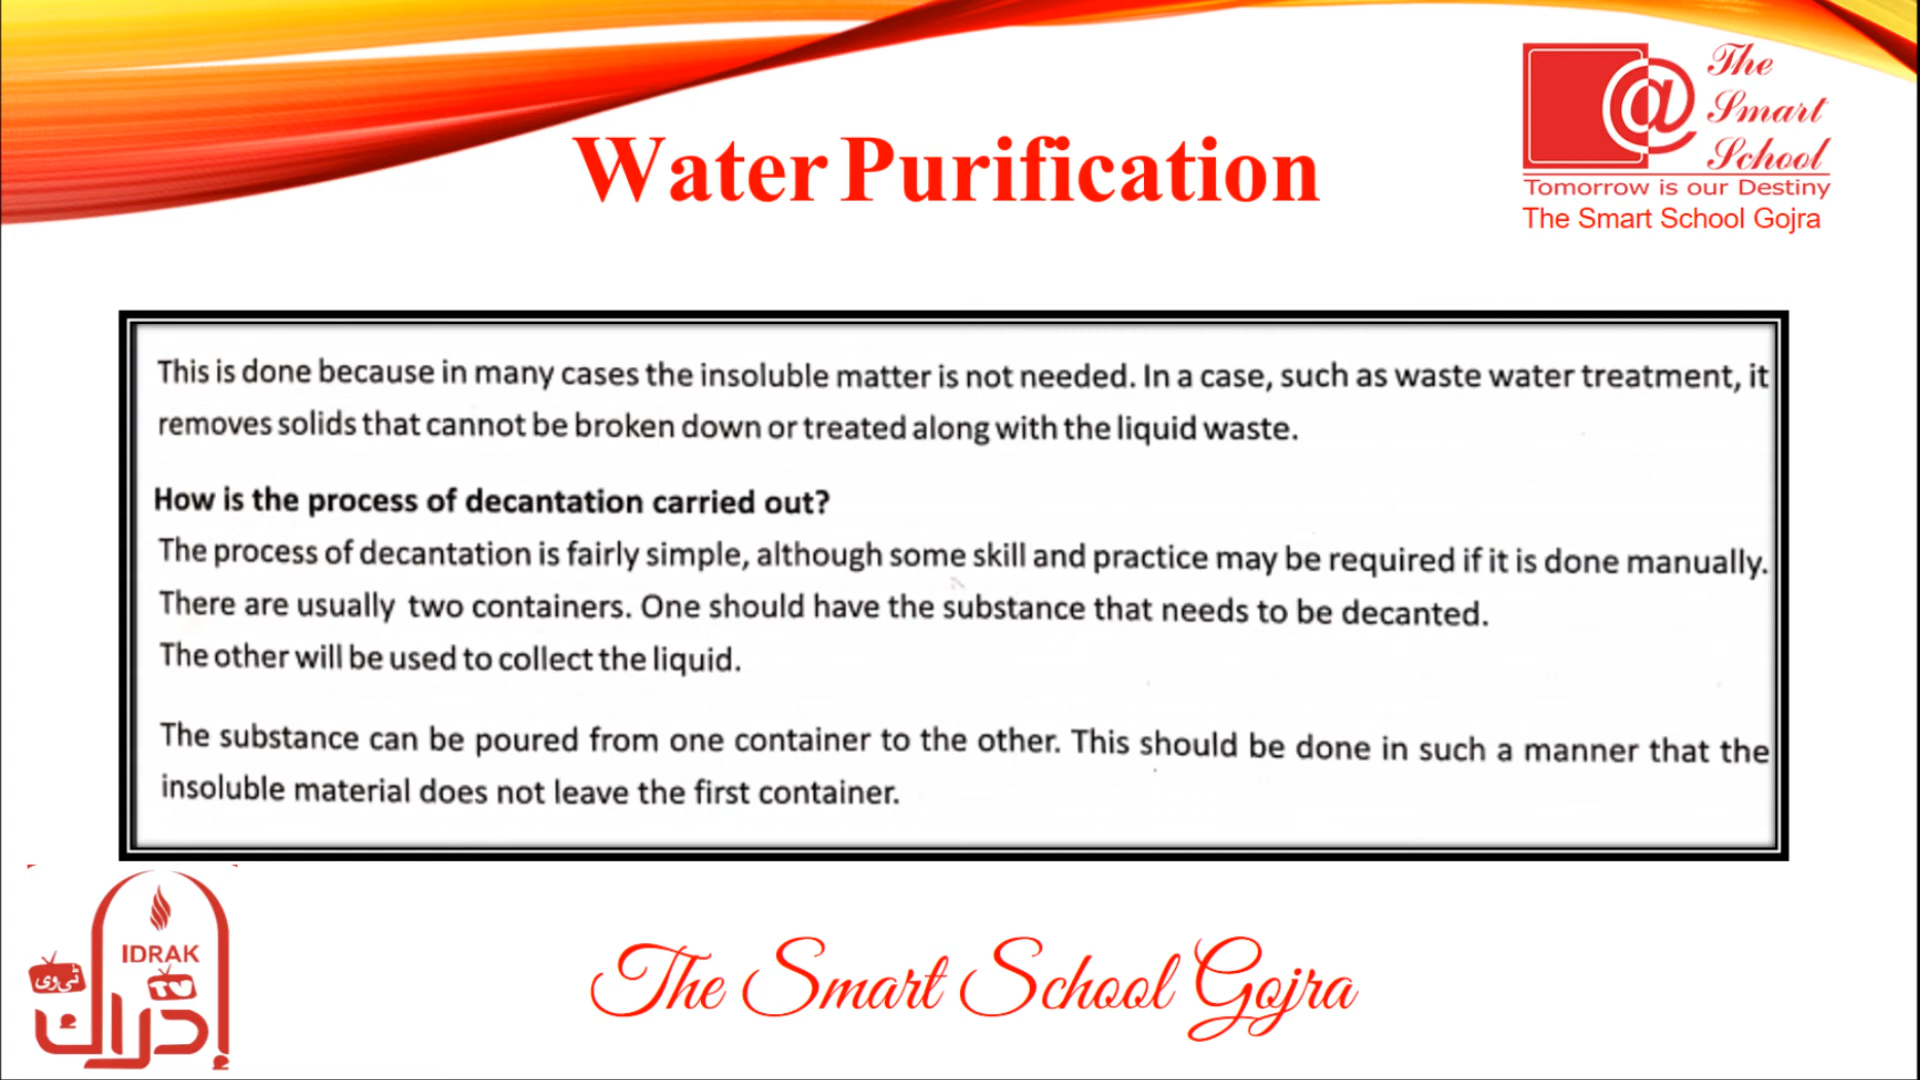 The
Smart
School
Tomorrow is our Destiny
The Smart School Gojra
Water Purification
This is done because in many cases the insoluble matter is not needed. In a case, such as waste water treatment, it
removes solids that cannot be broken down or treated along with the liquid waste.
How is the process of decantation carried out?
The process of decantation is fairly simple, although some skill and practice may be required if it is done manually.
There are usually two containers. One should have the substance that needs to be decanted.
The other will be used to collect the liquid.
The substance can be poured from one container to the other. This should be done in such a manner that the
insoluble material does not leave the first container.
IDRAK
ٹی وی
TV
إدراك
The Smart School Gojra